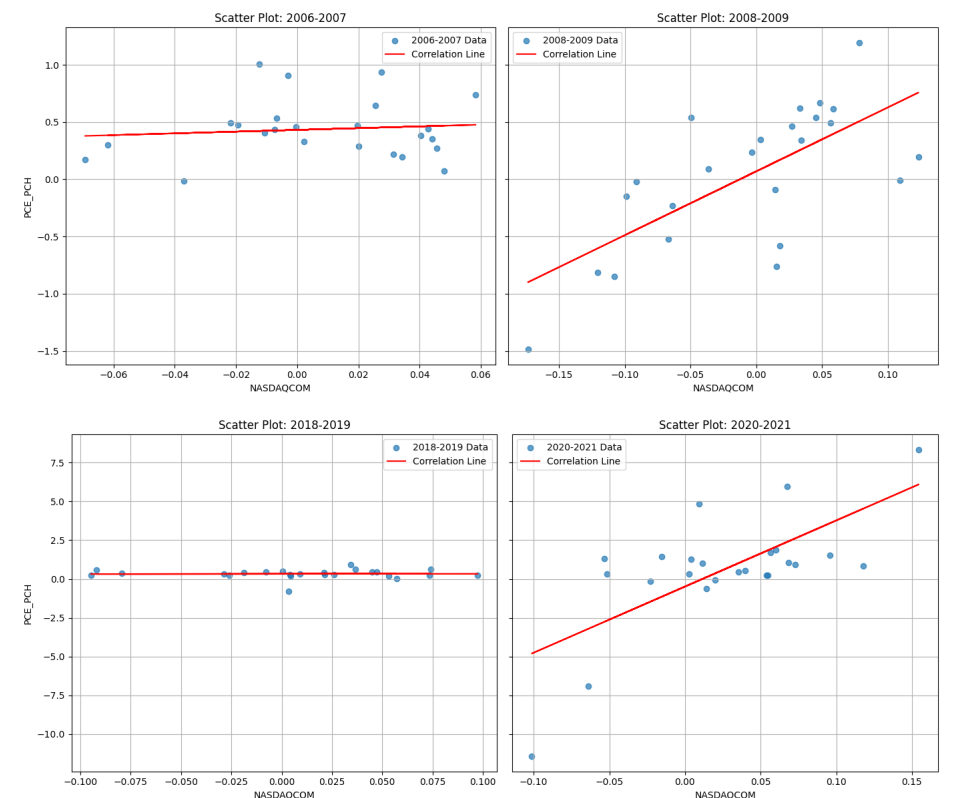 Scatter Plot: 2006-2007
2006-2007 Data
Correlation Line
PCE_PCH
1.0
0.5
0.0
−0.5
−1.0
−1.5
−0.06 −0.04 −0.02 0.00 0.02 0.04 0.06
NASDAQCOM
Scatter Plot: 2008-2009
2008-2009 Data
Correlation Line
−0.15 −0.10 −0.05 0.00 0.05 0.10
NASDAQCOM
Scatter Plot: 2018-2019
2018-2019 Data
Correlation Line
PCE_PCH
7.5
5.0
2.5
0.0
−2.5
−5.0
−7.5
−10.0
−0.100 −0.075 −0.050 −0.025 0.000 0.025 0.050 0.075 0.100
NASDAQCOM
Scatter Plot: 2020-2021
2020-2021 Data
Correlation Line
−0.10 −0.05 0.00 0.05 0.10 0.15
NASDAQCOM